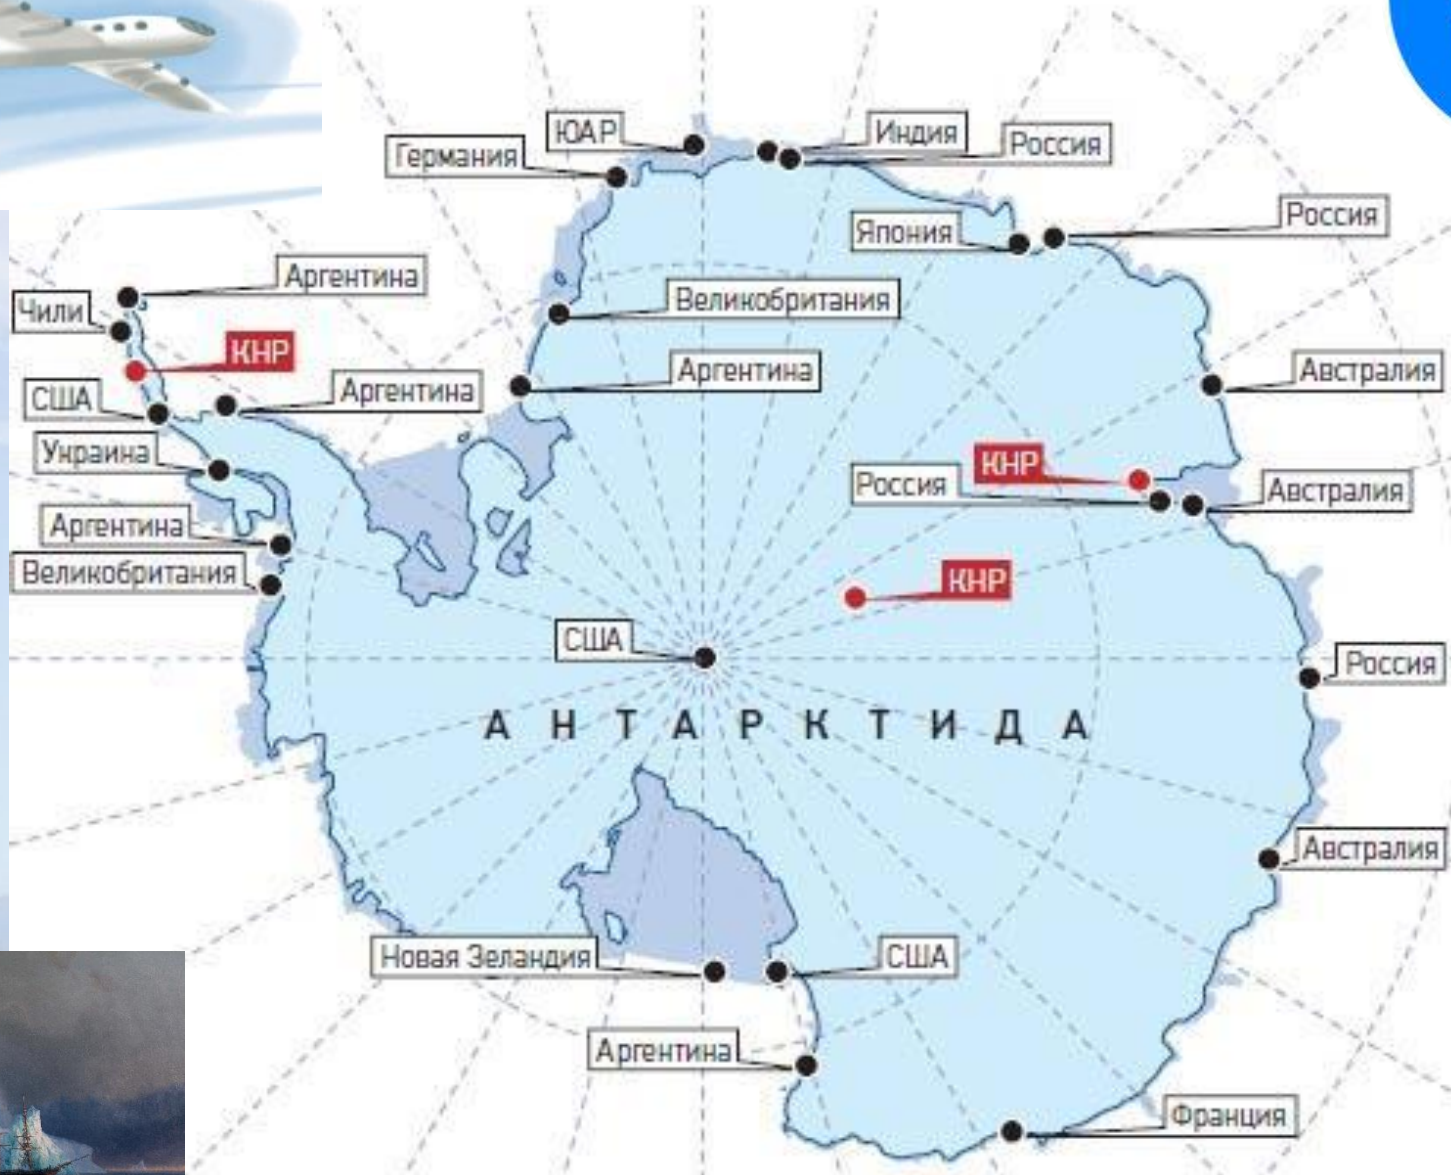 ЮАР
Индия
Германия
Россия
Россия
Япония
Аргентина
Чили
Великобритания
КНР
США
Аргентина
Аргентина
Австралия
Украина
КНР
Россия
Австралия
Аргентина
Великобритания
КНР
США
Россия
АНТАРКТИДА
Австралия
Новая Зеландия
США
Аргентина
Франция